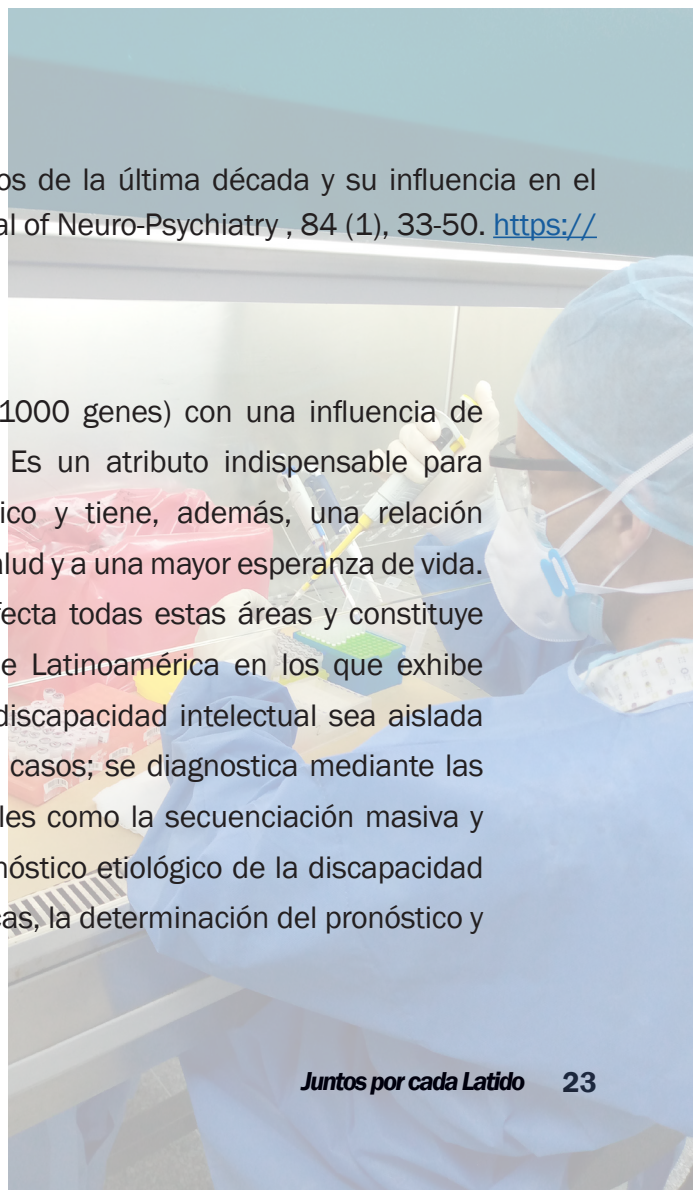 os de la última década y su influencia en el
al of Neuro-Psychiatry , 84 (1), 33-50. https://
1000 genes) con una influencia de
Es un atributo indispensable para
ico y tiene, además, una relación
alud y a una mayor esperanza de vida.
fecta todas estas áreas y constituye
e Latinoamérica en los que exhibe
discapacidad intelectual sea aislada
casos; se diagnostica mediante las
les como la secuenciación masiva y
nóstico etiológico de la discapacidad
cas, la determinación del pronóstico y
Juntos por cada Latido 23